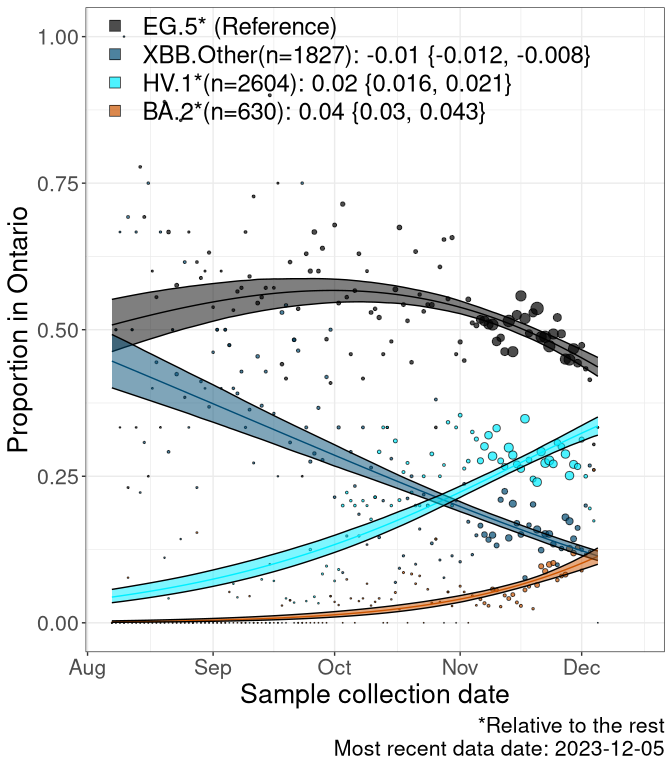 EG.5* (Reference)
XBB.Other(n=1827): -0.01 {-0.012, -0.008}
HV.1*(n=2604): 0.02 {0.016, 0.021}
BA.2*(n=630): 0.04 {0.03, 0.043}
1.00
0.75
0.50
0.25
0.00
Proportion in Ontario
Aug Sep Oct Nov Dec
Sample collection date
*Relative to the rest
Most recent data date: 2023-12-05